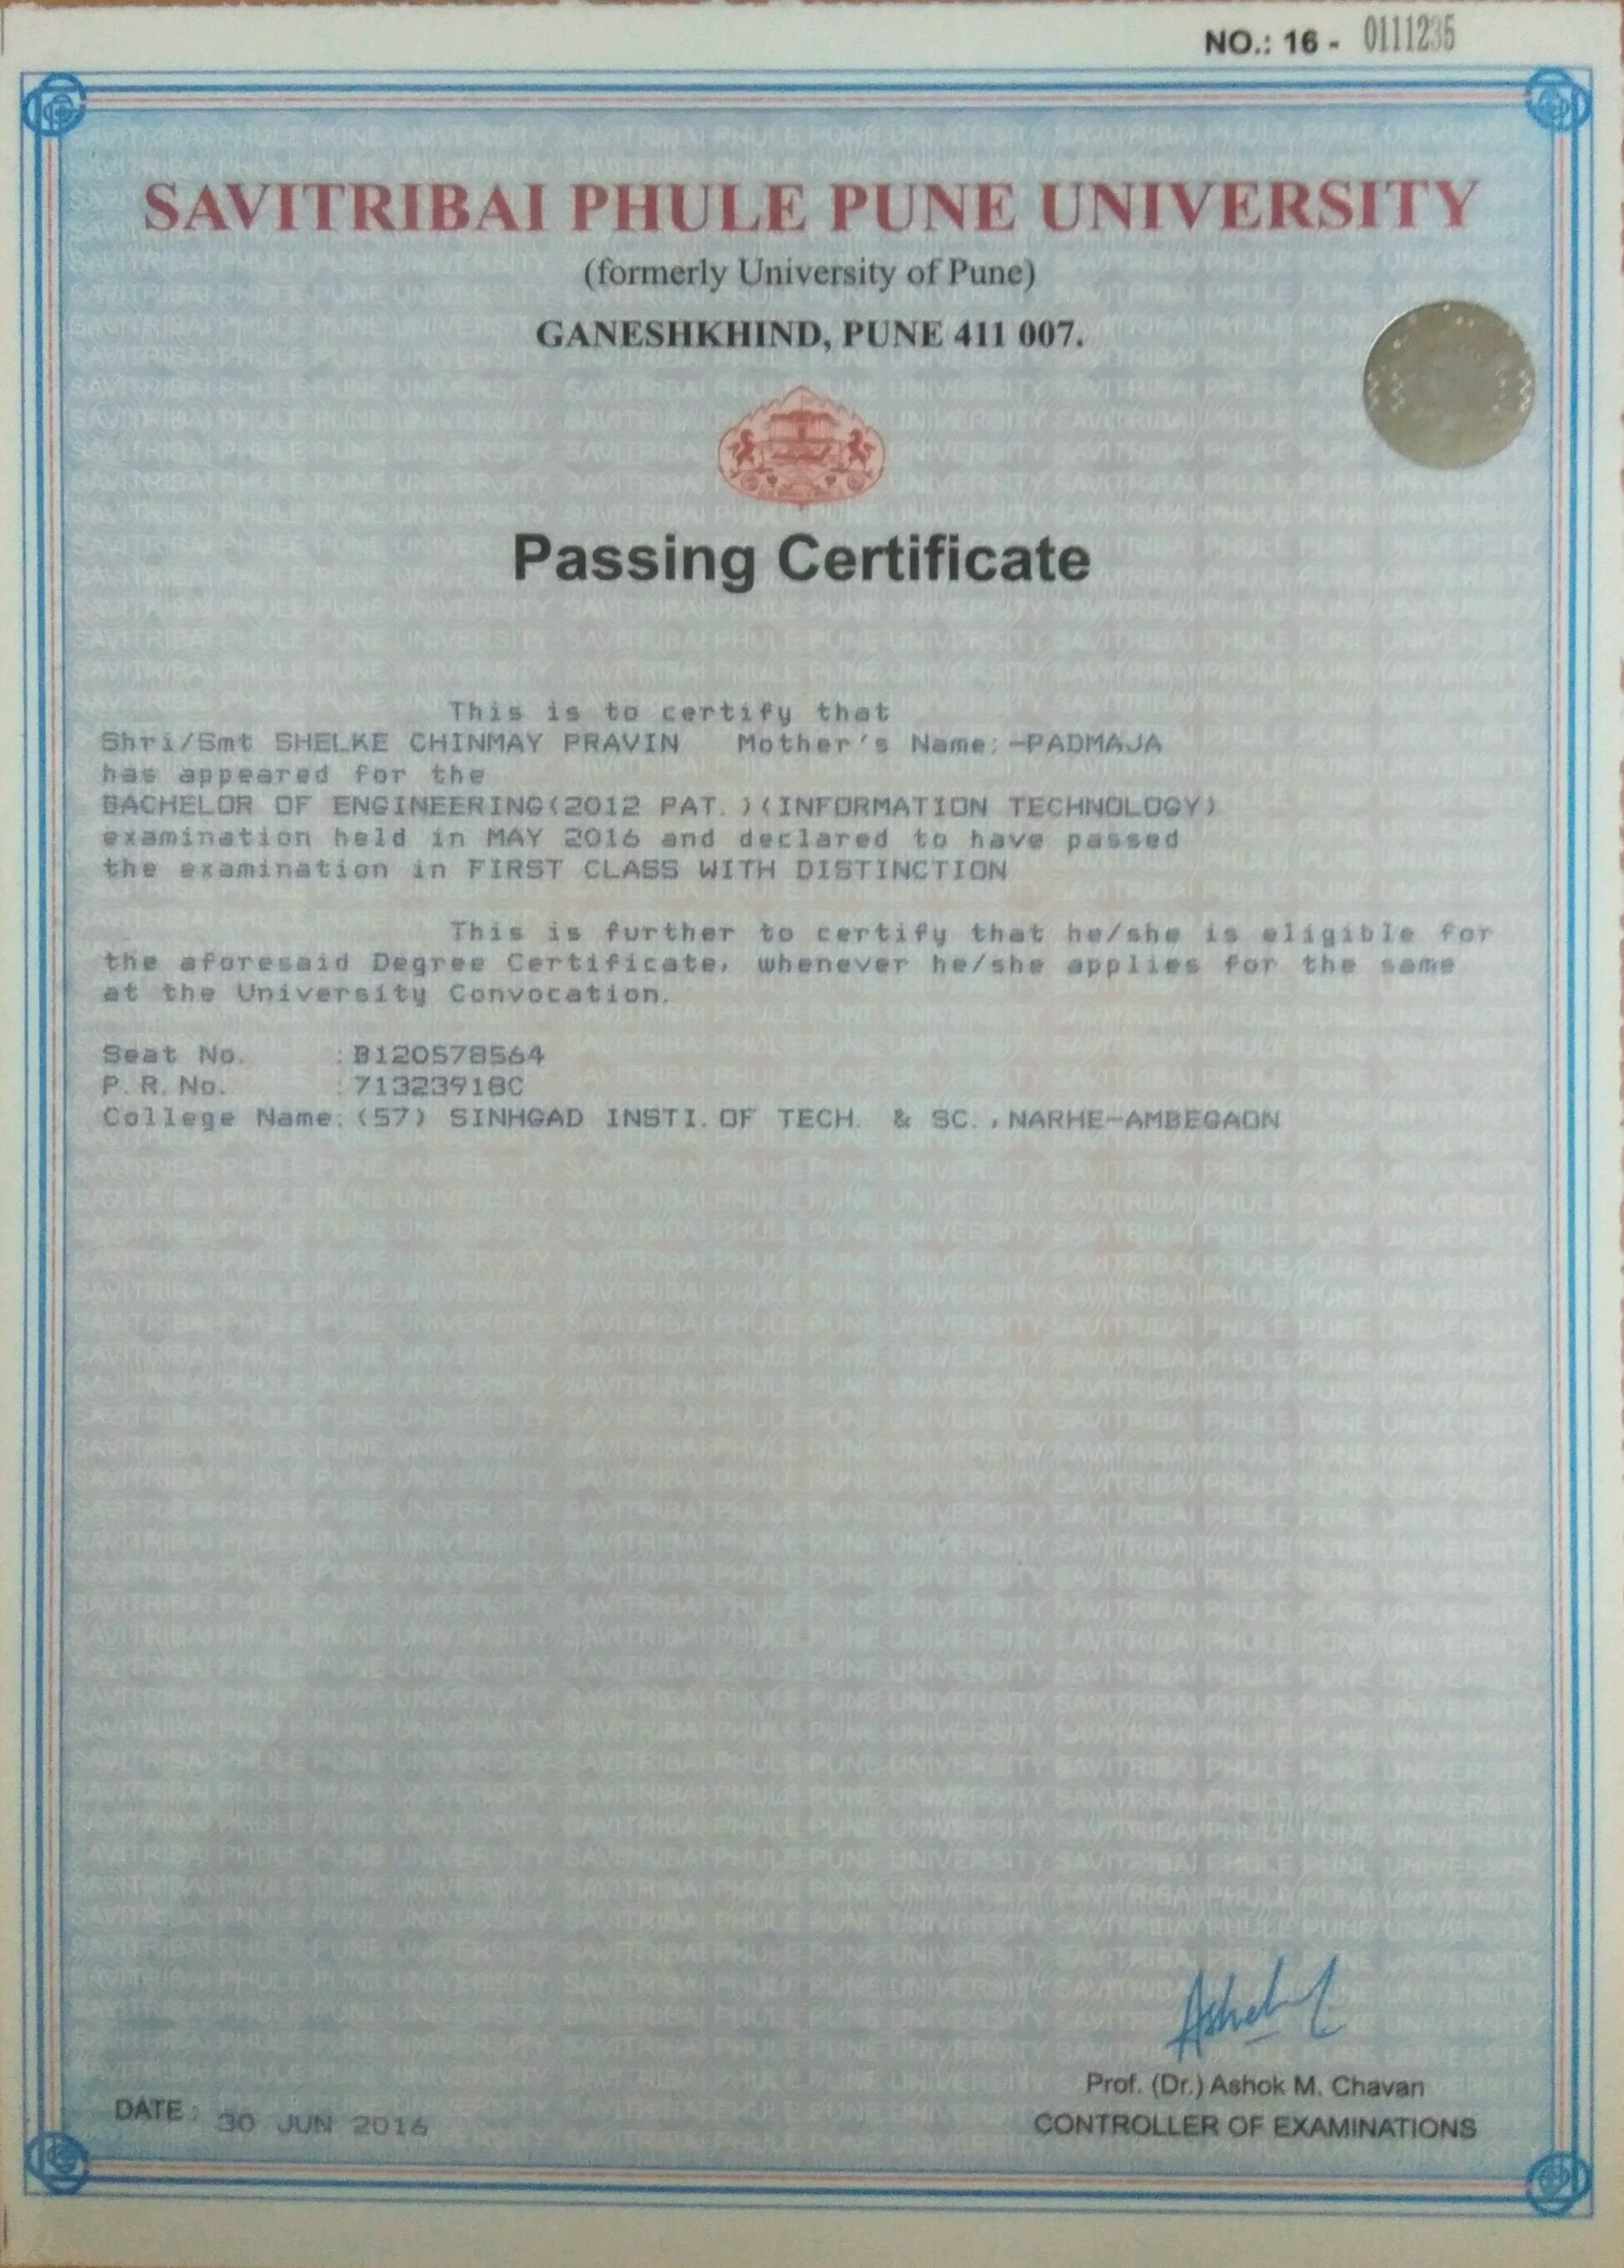 NO.: 16 - 0111235
SAVITRIBAI PHULE PUNE UNIVERSITY
(formerly University of Pune)
GANESHKHIND, PUNE 411 007.
Passing Certificate
This is to certify that
Shri/Smt SHELKE CHINMAY PRAVIN Mother's Name:-PADMAJA
has appeared for the
BACHELOR OF ENGINEERING(2012 PAT.)(INFORMATION TECHNOLOGY)
examination held in MAY 2016 and declared to have passed
the examination in FIRST CLASS WITH DISTINCTION
This is further to certify that he/she is eligible for
the aforesaid Degree Certificate, whenever he/she applies for the same
at the University Convocation.
Seat No. :B120578564
P.R.No. :71323918C
College Name:(57) SINHGAD INSTI.OF TECH. & SC.,NARHE-AMBEGAON
Prof. (Dr.) Ashok M. Chavan
DATE: 30 JUN 2016
CONTROLLER OF EXAMINATIONS